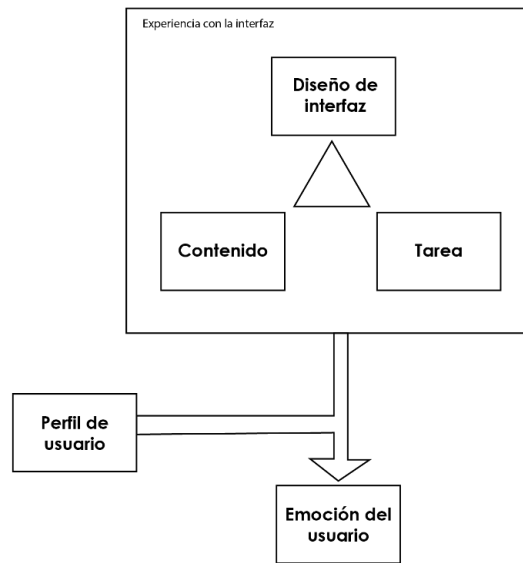 Experiencia con la interfaz
Diseño de
interfaz
Contenido
Tarea
Perfil de
usuario
Emoción del
usuario